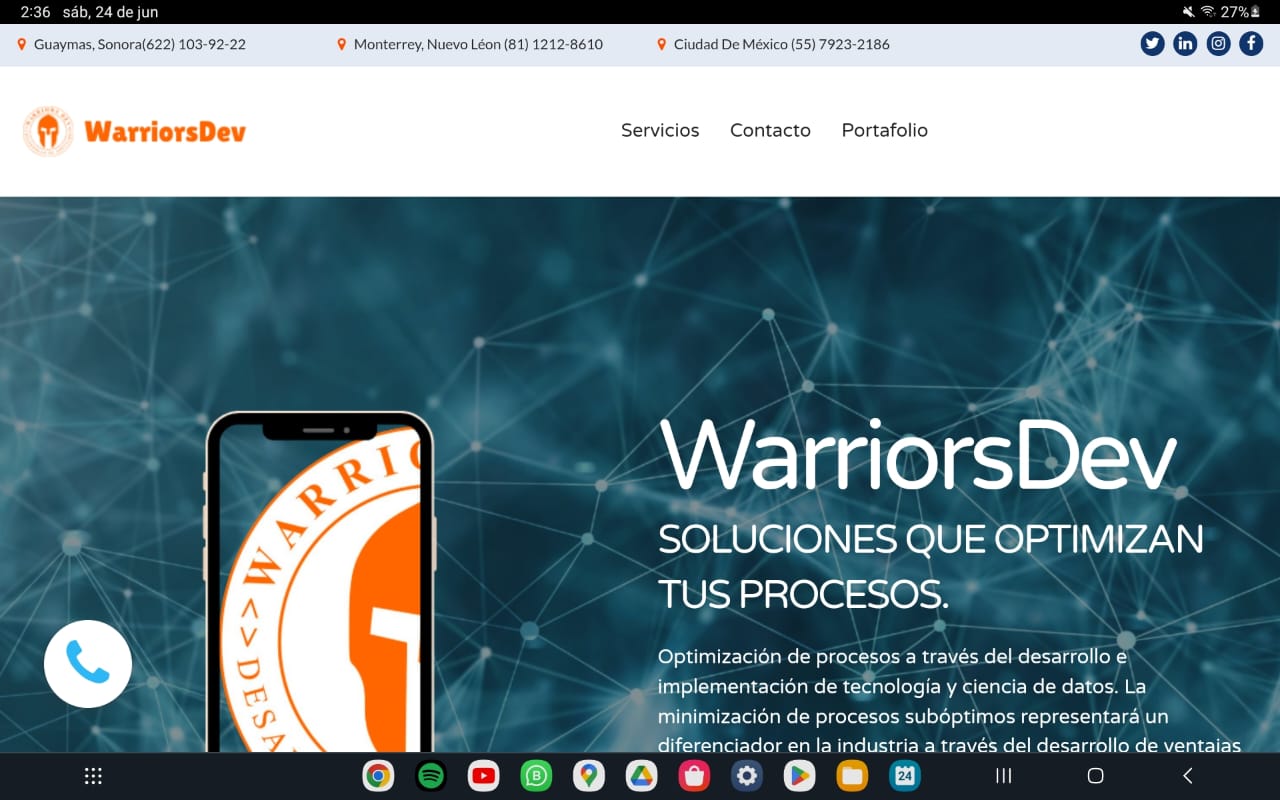 2:36 sáb, 24 de jun 27%
Guaymas, Sonora(622) 103-92-22 Monterrey, Nuevo Léon (81) 1212-8610 Ciudad De México (55) 7923-2186
WarriorsDev Servicios Contacto Portafolio
WarriorsDev
SOLUCIONES QUE OPTIMIZAN
TUS PROCESOS.
Optimización de procesos a través del desarrollo e
implementación de tecnología y ciencia de datos. La
minimización de procesos subóptimos representará un
diferenciador en la industria a través del desarrollo de ventajas
WARRIO
>>DESA
24